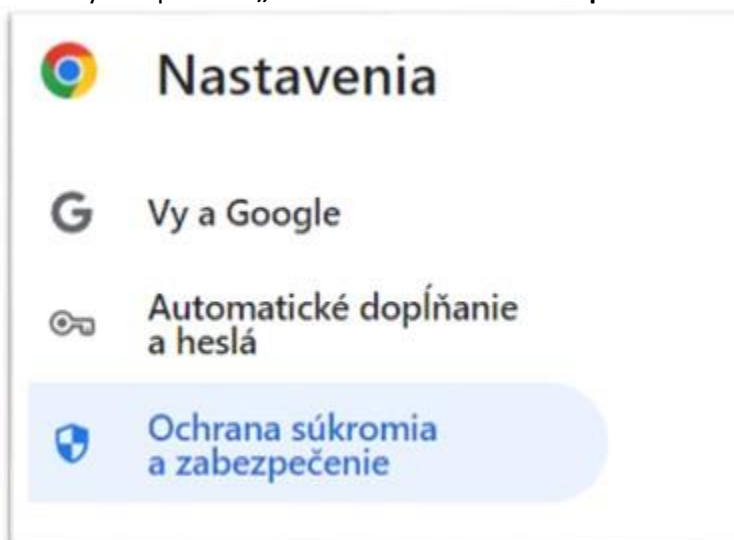 Nastavenia
Vy a Google
Automatické dopĺňanie
a heslá
Ochrana súkromia
a zabezpečenie